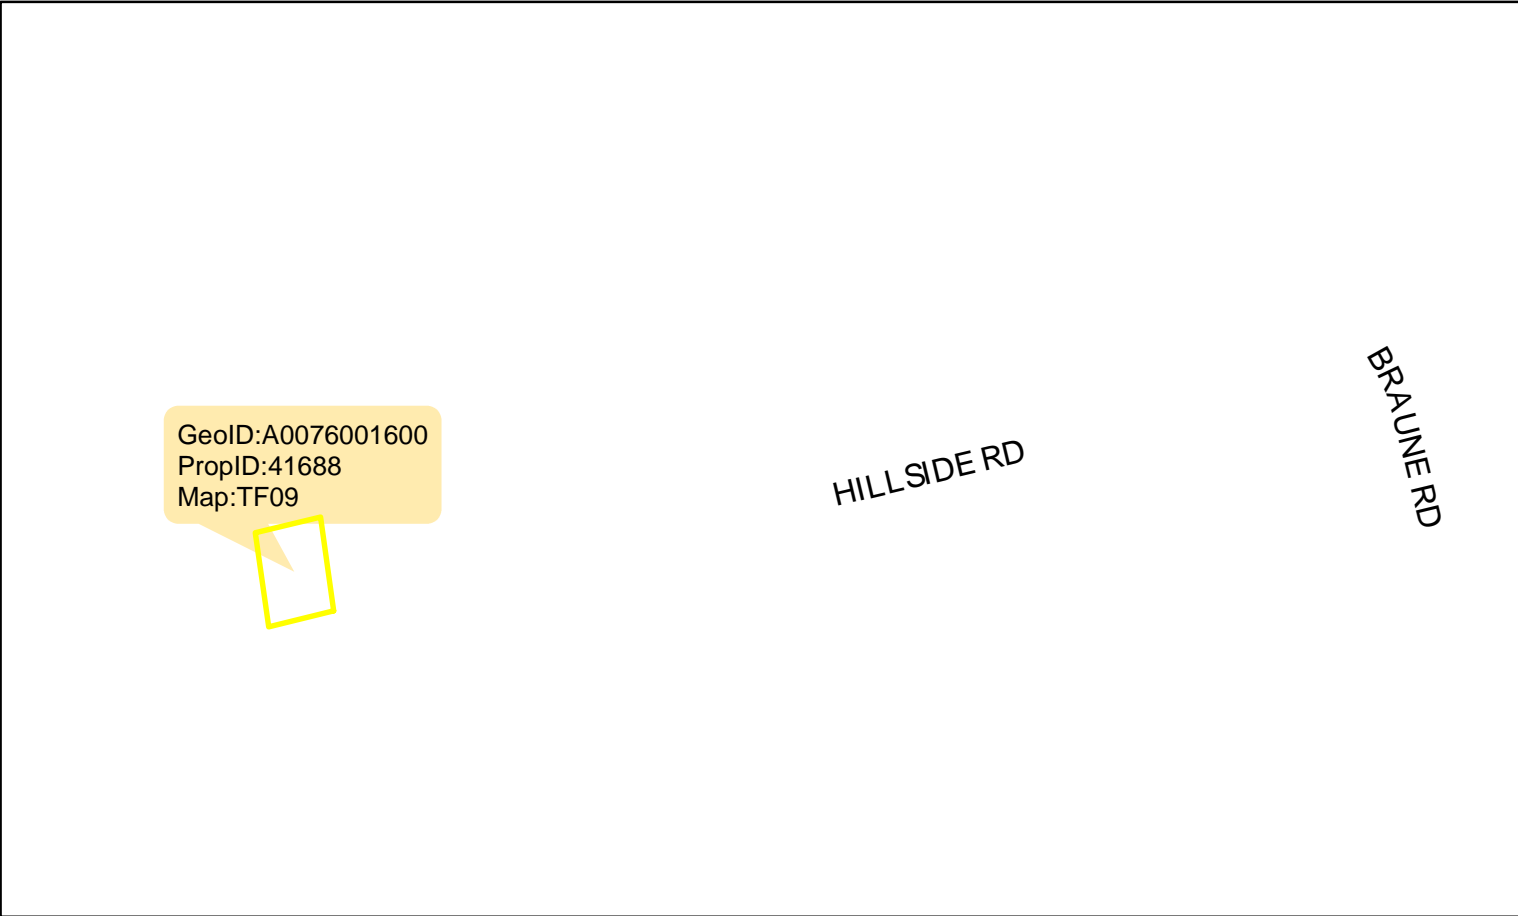 GeoID:A0076001600
PropID:41688
Map:TF09
HILLSIDE RD
BRAUNE RD